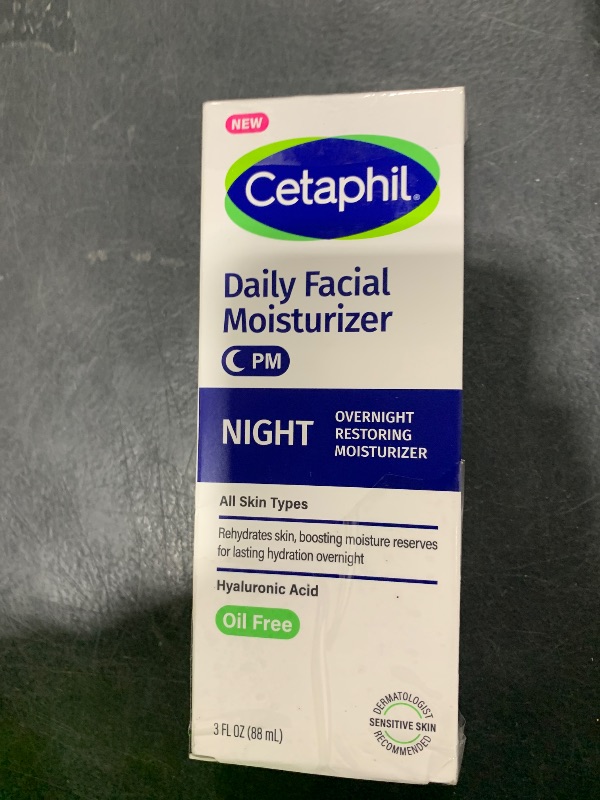 NEW
Cetaphil®
Daily Facial
Moisturizer
PM
NIGHT
OVERNIGHT
RESTORING
MOISTURIZER
All Skin Types
Rehydrates skin, boosting moisture reserves
for lasting hydration overnight
Hyaluronic Acid
Oil Free
3 FL OZ (88 mL)
DERMATOLOGIST
SENSITIVE SKIN
RECOMMENDED